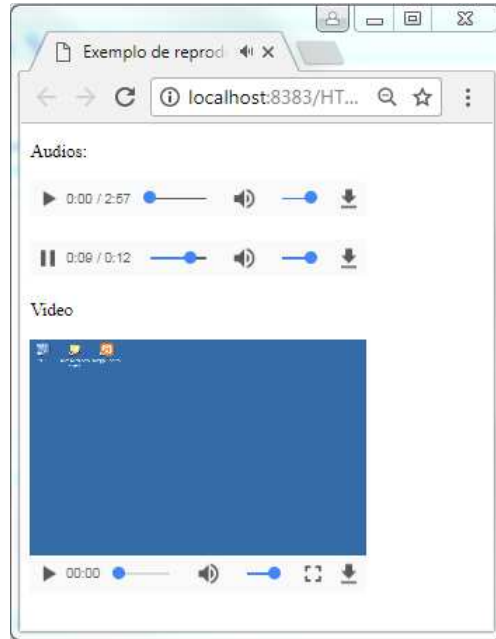 Exemplo de reprod
localhost:8383/HT...
Audios:
0:00 / 2:57
0:09 / 0:12
Video
00:00